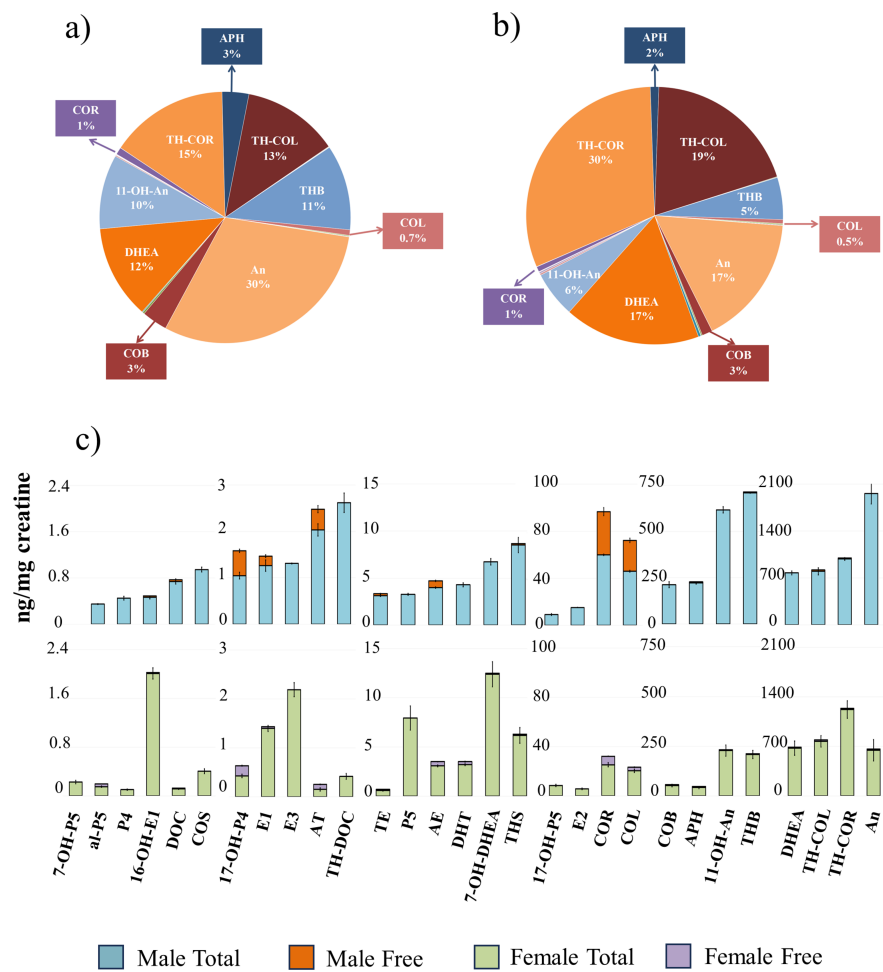 a)
b)
APH
3%
APH
2%
COR
1%
TH-COR
15%
TH-COL
13%
TH-COR
30%
TH-COL
19%
11-OH-An
10%
THB
11%
THB
5%
COL
0.7%
COL
0.5%
DHEA
12%
An
30%
An
17%
11-OH-An
6%
COR
1%
DHEA
17%
COB
3%
COB
3%
c)
ng/mg creatine
2.4
1.6
0.8
0
3
2
1
0
15
10
5
0
100
80
40
0
750
500
250
0
2100
1400
700
0
2.4
1.6
0.8
0
3
2
1
0
15
10
5
0
100
80
40
0
750
500
250
0
2100
1400
700
0
7-OH-P5
al-P5
P4
16-OH-E1
DOC
COS
17-OH-P4
E1
E3
AT
TH-DOC
TE
P5
AE
DHT
7-OH-DHEA
THS
17-OH-P5
E2
COR
COL
COB
APH
11-OH-An
THB
DHEA
TH-COL
TH-COR
An
Male Total
Male Free
Female Total
Female Free